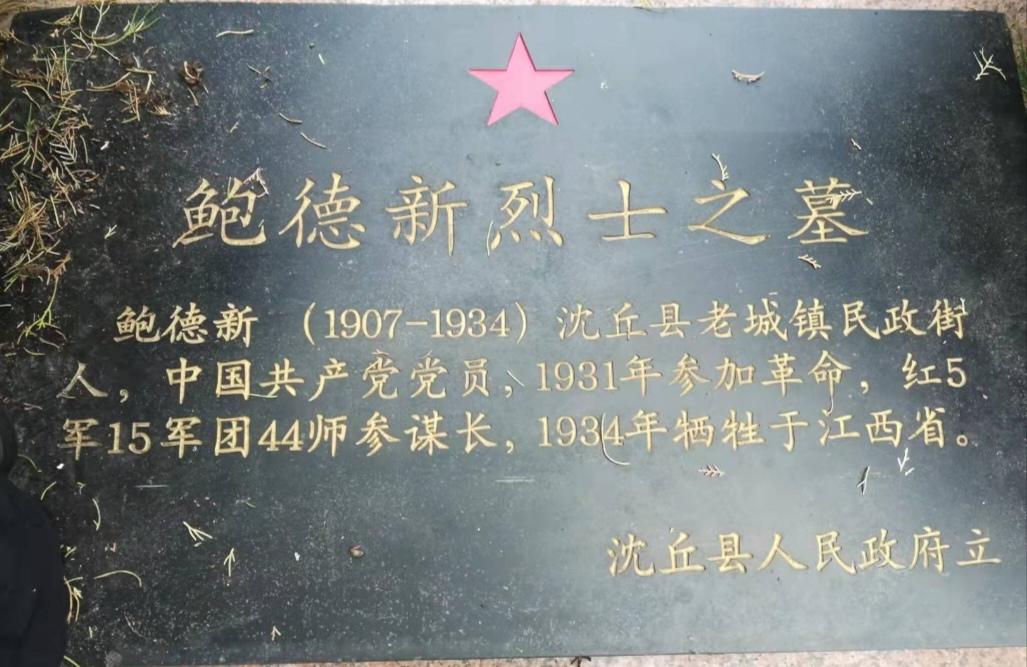 鲍德新烈士之墓
鲍德新 （1907-1934）沈丘县老城镇民政街
人，中国共产党党员，1931年参加革命，红5
军15军团44师参谋长，1934年牺牲于江西省。
沈丘县人民政府立